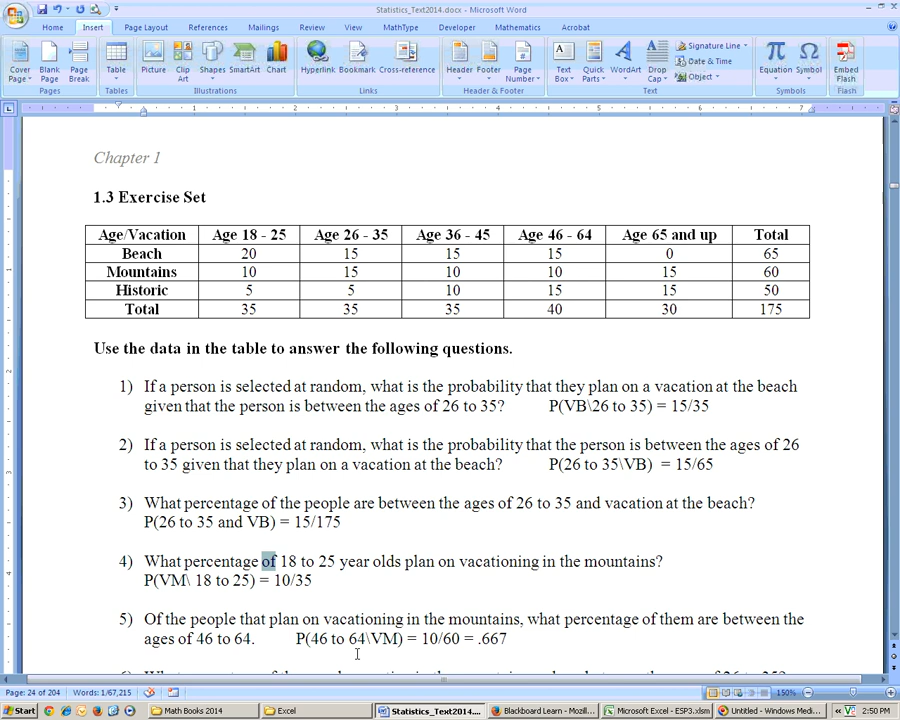 Statistics_Text2014.docx - Microsoft Word
Home Insert Page Layout References Mailings Review View MathType Developer Mathematics Acrobat
Cover Page Blank Page Page Break Table Picture Clip Art Shapes SmartArt Chart Hyperlink Bookmark Cross-reference Header Footer Page Number Text Box Quick Parts WordArt Drop Cap Signature Line Date & Time Object Equation Symbol Embed Flash
Pages Tables Illustrations Links Header & Footer Text Symbols Flash
1 2 3 4 5 6 7
Chapter 1
1.3 Exercise Set
Age/Vacation Age 18 - 25 Age 26 - 35 Age 36 - 45 Age 46 - 64 Age 65 and up Total
Beach 20 15 15 15 0 65
Mountains 10 15 10 10 15 60
Historic 5 5 10 15 15 50
Total 35 35 35 40 30 175
Use the data in the table to answer the following questions.
1) If a person is selected at random, what is the probability that they plan on a vacation at the beach
given that the person is between the ages of 26 to 35? P(VB\26 to 35) = 15/35
2) If a person is selected at random, what is the probability that the person is between the ages of 26
to 35 given that they plan on a vacation at the beach? P(26 to 35\VB) = 15/65
3) What percentage of the people are between the ages of 26 to 35 and vacation at the beach?
P(26 to 35 and VB) = 15/175
4) What percentage of 18 to 25 year olds plan on vacationing in the mountains?
P(VM\ 18 to 25) = 10/35
5) Of the people that plan on vacationing in the mountains, what percentage of them are between the
ages of 46 to 64. P(46 to 64\VM) = 10/60 = .667
Page: 24 of 204 Words: 1/67,215 150%
Start Math Books 2014 Excel Statistics_Text2014.... Blackboard Learn - Mozil... Microsoft Excel - ESP3.xlsm Untitled - Windows Medi... 2:50 PM